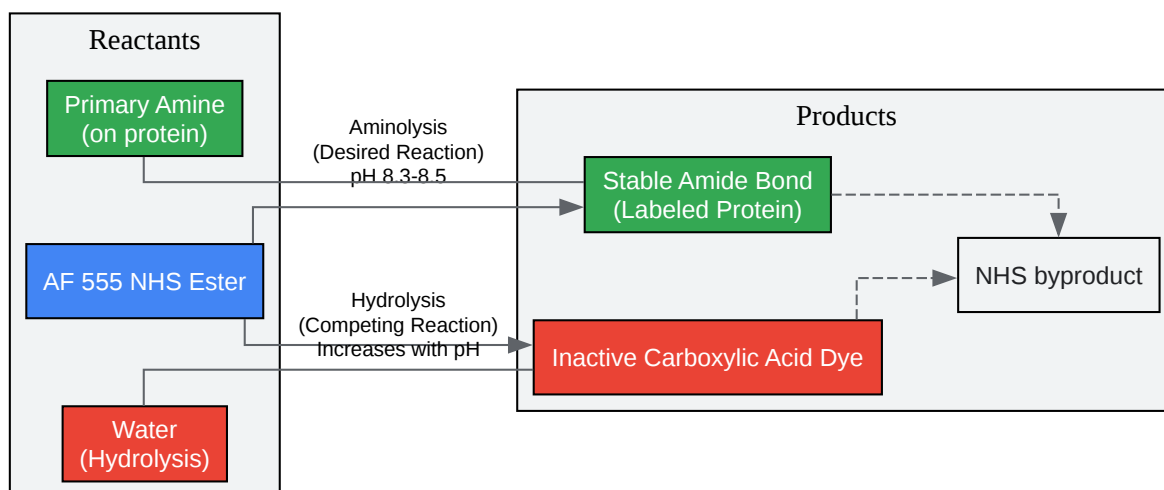 Reactants
Primary Amine
(on protein)
AF 555 NHS Ester
Water
(Hydrolysis)
Aminolysis
(Desired Reaction)
pH 8.3-8.5
Hydrolysis
(Competing Reaction)
Increases with pH
Products
Stable Amide Bond
(Labeled Protein)
NHS byproduct
Inactive Carboxylic Acid Dye